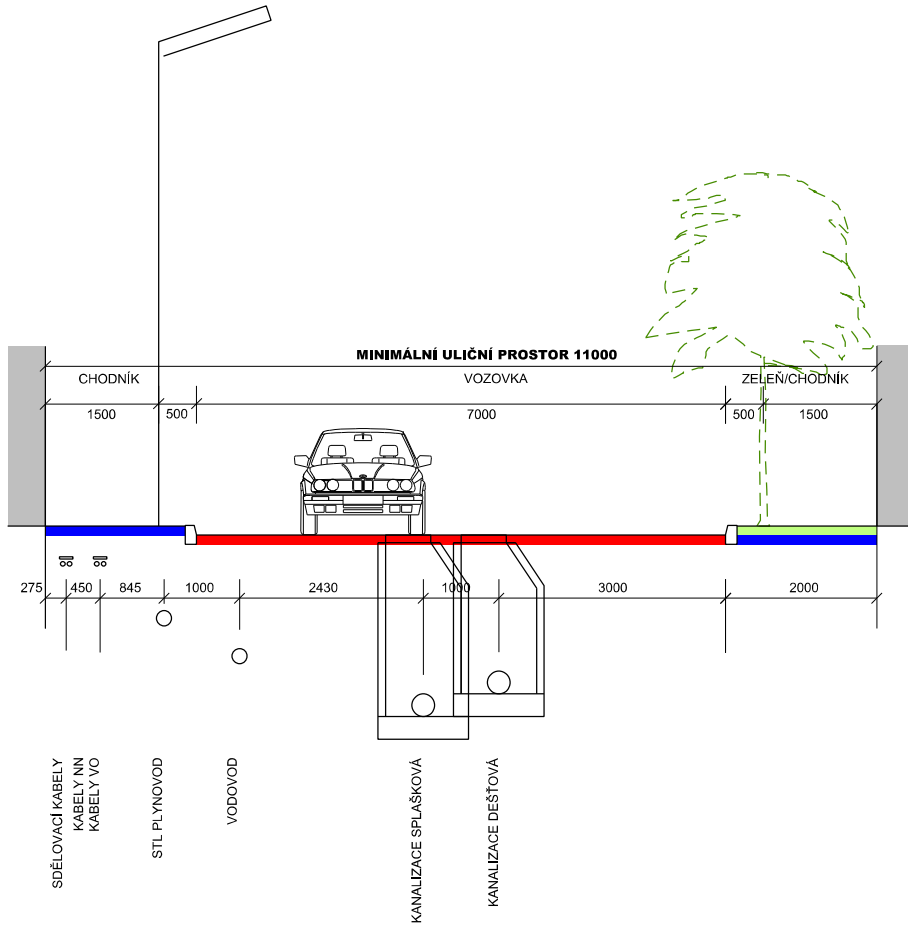 MINIMÁLNÍ ULIČNÍ PROSTOR 11000
CHODNÍK
VOZOVKA
ZELEŇ/CHODNÍK
1500
500
7000
500
1500
275
450
845
1000
2430
1000
3000
2000
SDĚLOVACÍ KABELY
KABELY NN
KABELY VO
STL PLYNOVOD
VODOVOD
KANALIZACE SPLAŠKOVÁ
KANALIZACE DEŠŤOVÁ